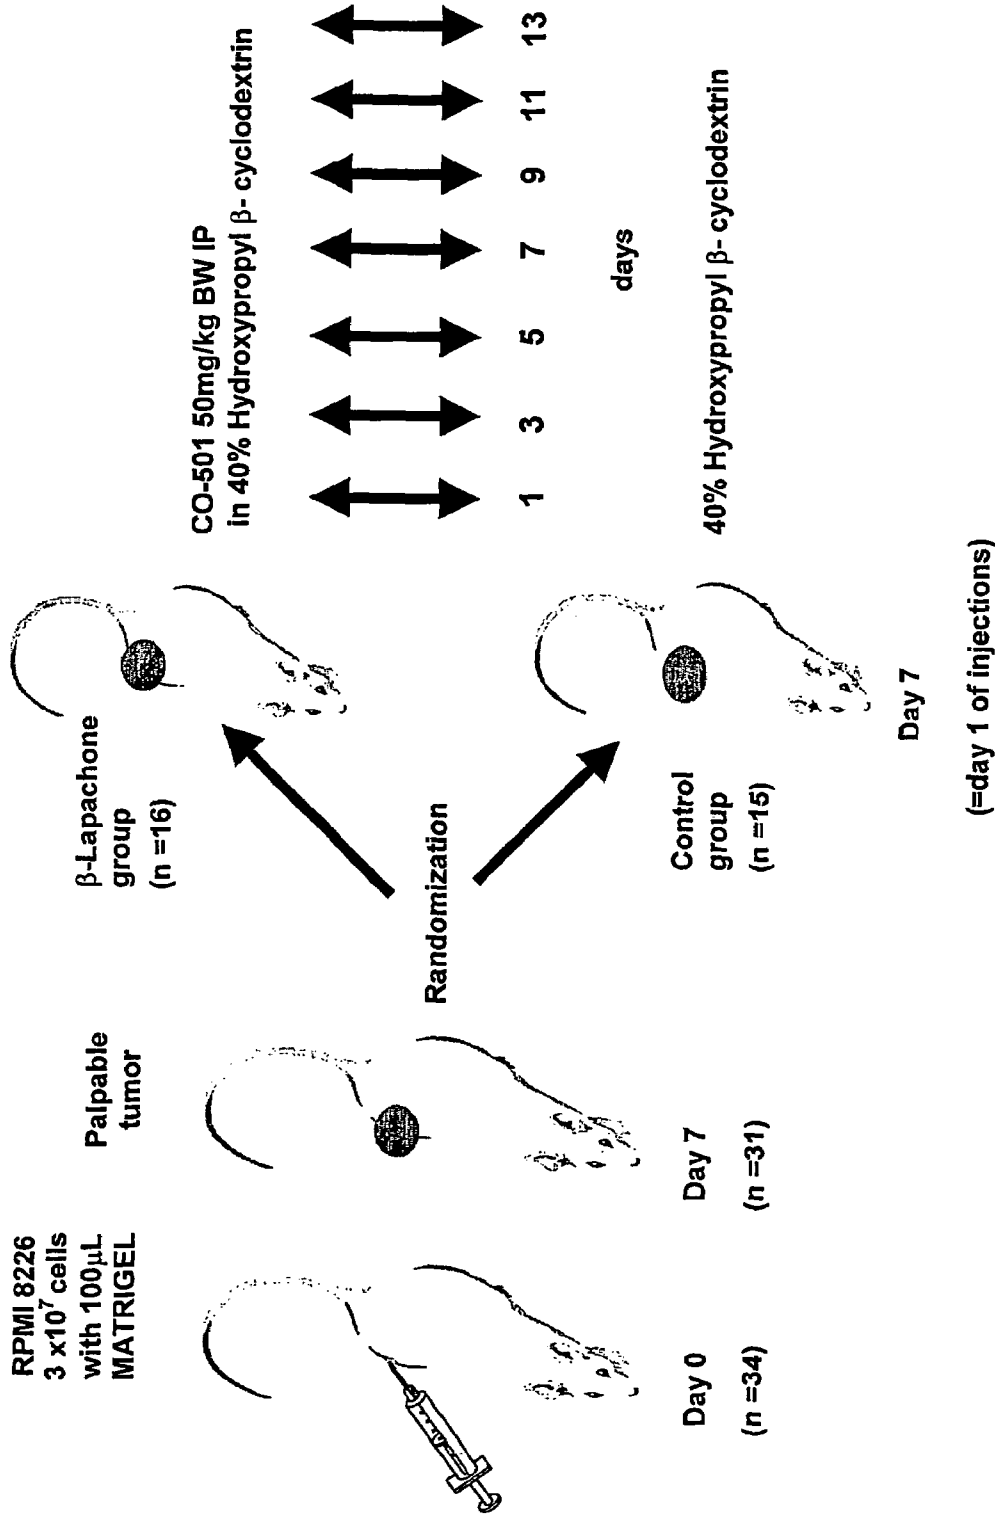 RPMI 8226
3 x10⁷ cells
with 100μL
MATRIGEL
Day 0
(n =34)
Palpable
tumor
Day 7
(n =31)
Randomization
β-Lapachone
group
(n =16)
Control
group
(n =15)
Day 7
(=day 1 of injections)
CO-501 50mg/kg BW IP
in 40% Hydroxypropyl β- cyclodextrin
1 3 5 7 9 11 13
days
40% Hydroxypropyl β- cyclodextrin